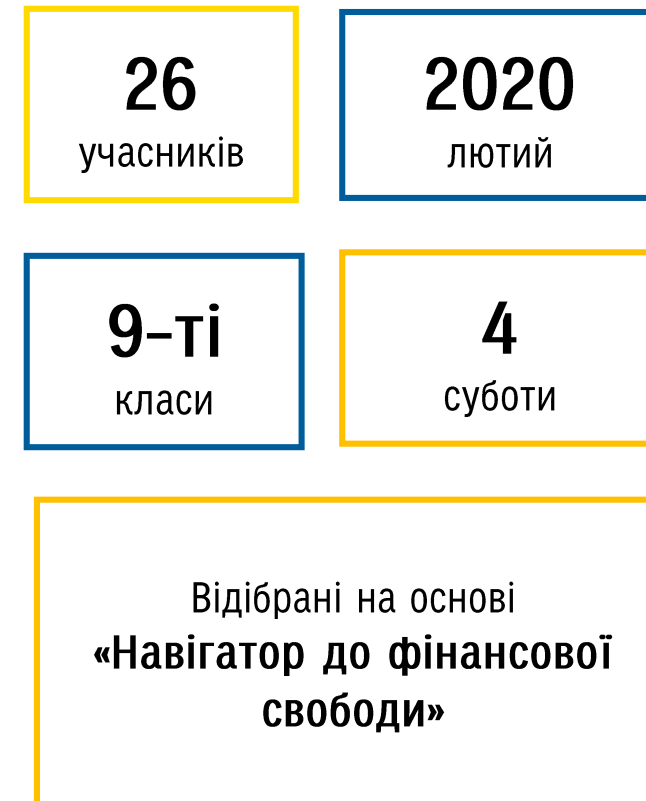 26
учасників
2020
лютий
9-ті
класи
4
суботи
Відібрані на основі
«Навігатор до фінансової
свободи»